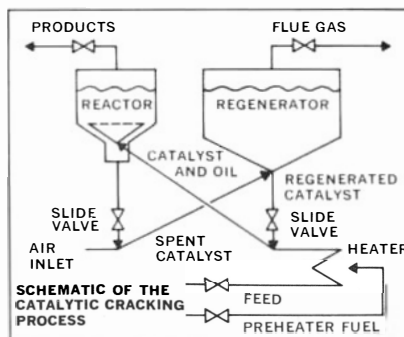 PRODUCTS
FLUE GAS
REACTOR
REGENERATOR
CATALYST
AND OIL
REGENERATED
CATALYST
SLIDE
VALVE
SLIDE
VALVE
AIR
INLET
SPENT
CATALYST
HEATER
SCHEMATIC OF THE
CATALYTIC CRACKING
PROCESS
FEED
PREHEATER FUEL